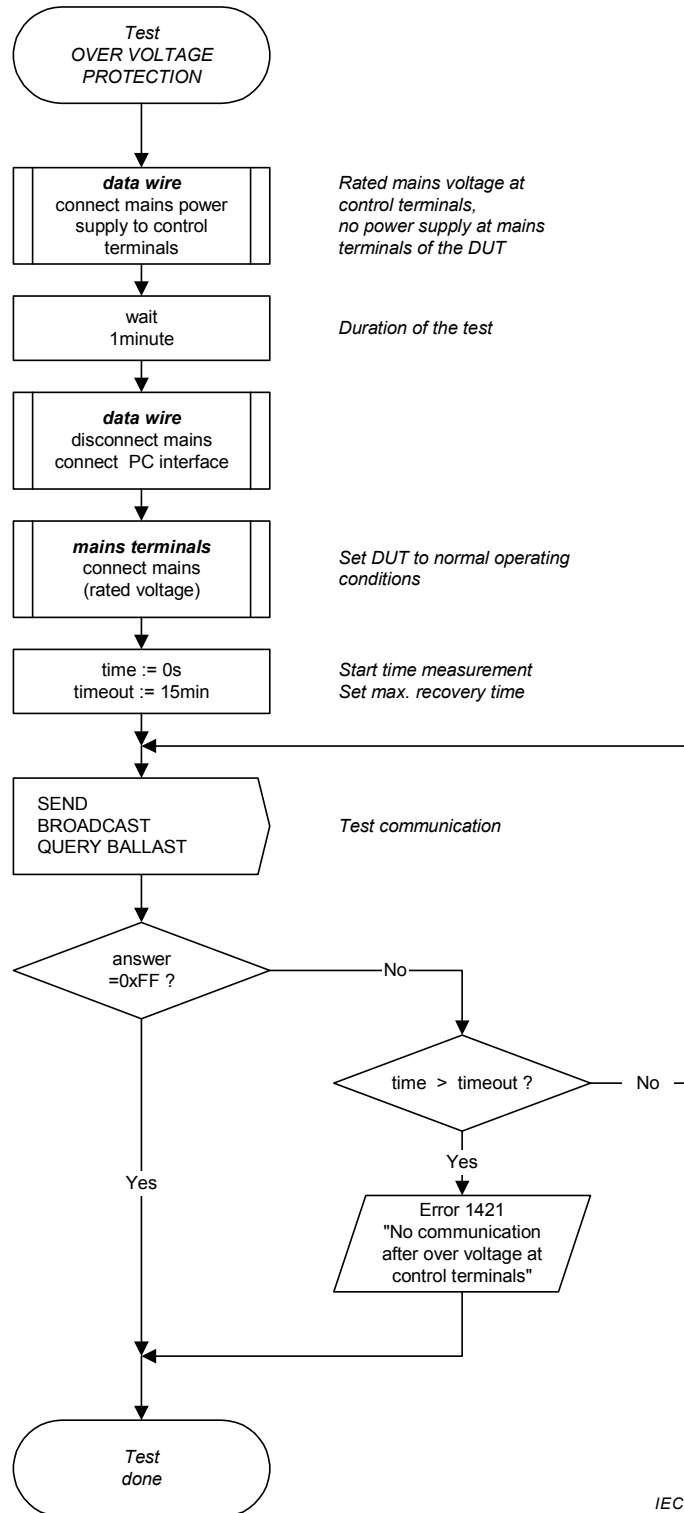 Test
OVER VOLTAGE
PROTECTION
data wire
connect mains power
supply to control
terminals
Rated mains voltage at
control terminals,
no power supply at mains
terminals of the DUT
wait
1minute
Duration of the test
data wire
disconnect mains
connect PC interface
mains terminals
connect mains
(rated voltage)
Set DUT to normal operating
conditions
time := 0s
timeout := 15min
Start time measurement
Set max. recovery time
SEND
BROADCAST
QUERY BALLAST
Test communication
answer
=0xFF ?
No
time > timeout ?
No
Yes
Yes
Error 1421
"No communication
after over voltage at
control terminals"
Test
done
IEC